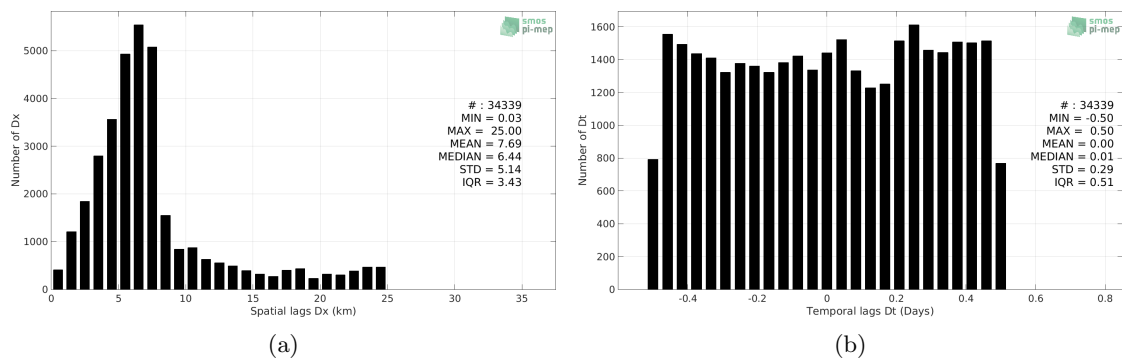 smos
pi-mep
5000
4000
3000
2000
1000
0
Number of Dx
# : 34339
MIN = 0.03
MAX = 25.00
MEAN = 7.69
MEDIAN = 6.44
STD = 5.14
IQR = 3.43
0 5 10 15 20 25 30 35
Spatial lags Dx (km)
(a)
smos
pi-mep
1600
1400
1200
1000
800
600
400
200
0
Number of Dt
# : 34339
MIN = -0.50
MAX = 0.50
MEAN = 0.00
MEDIAN = 0.01
STD = 0.29
IQR = 0.51
-0.4 -0.2 0 0.2 0.4 0.6 0.8
Temporal lags Dt (Days)
(b)